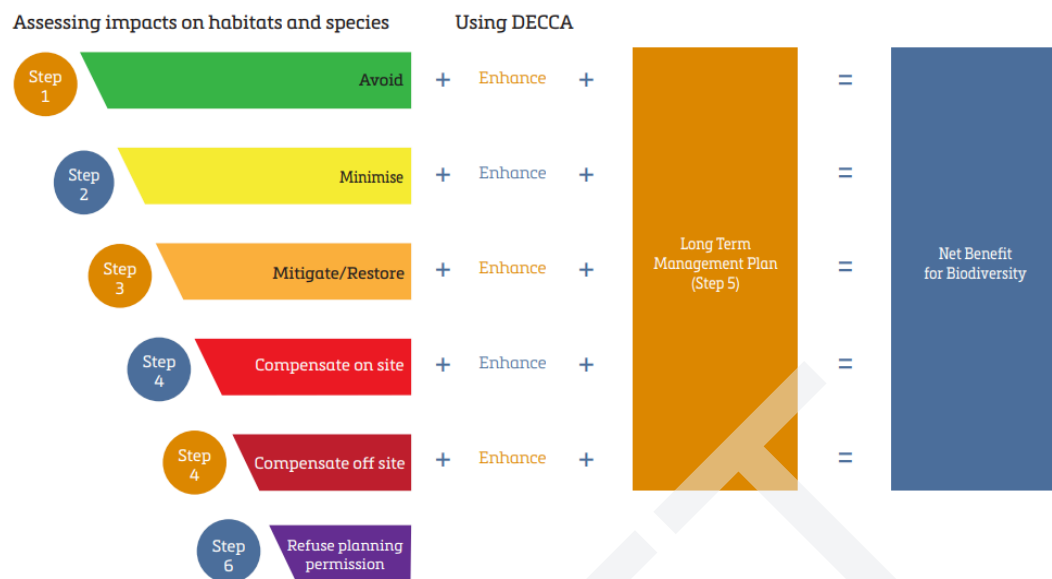 Assessing impacts on habitats and species
Using DECCA
Step
1
Avoid
+
Enhance
+
=
Step
2
Minimise
+
Enhance
+
=
Step
3
Mitigate/Restore
+
Enhance
+
Long Term
Management Plan
(Step 5)
=
Net Benefit
for Biodiversity
Step
4
Compensate on site
+
Enhance
+
=
Step
4
Compensate off site
+
Enhance
+
=
Step
6
Refuse planning
permission